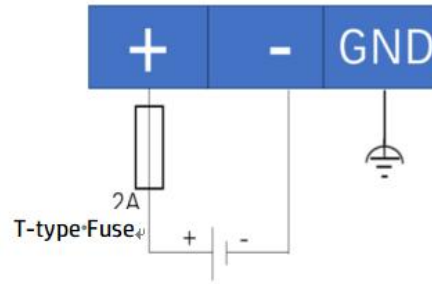 + - GND
2A
T-type Fuse
+ -